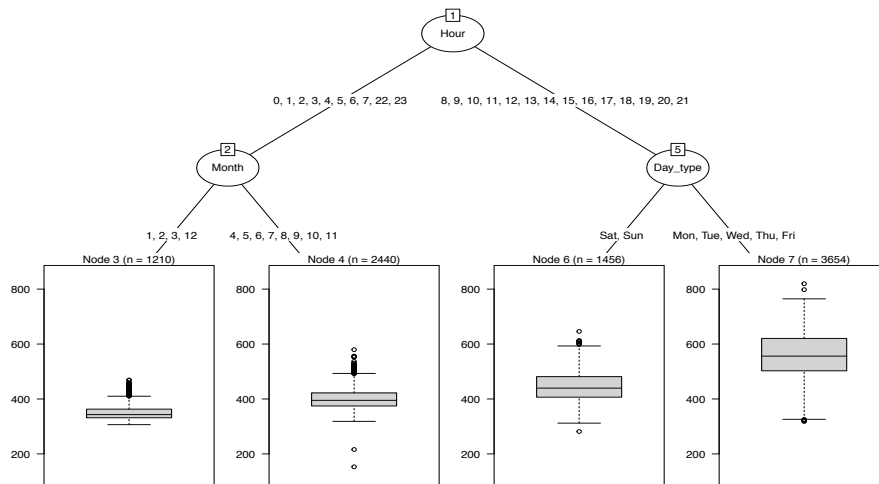 1
Hour
0, 1, 2, 3, 4, 5, 6, 7, 22, 23
8, 9, 10, 11, 12, 13, 14, 15, 16, 17, 18, 19, 20, 21
2
Month
5
Day_type
1, 2, 3, 12
4, 5, 6, 7, 8, 9, 10, 11
Sat, Sun
Mon, Tue, Wed, Thu, Fri
Node 3 (n = 1210)
Node 4 (n = 2440)
Node 6 (n = 1456)
Node 7 (n = 3654)
800 800 800 800
600 600 600 600
400 400 400 400
200 200 200 200